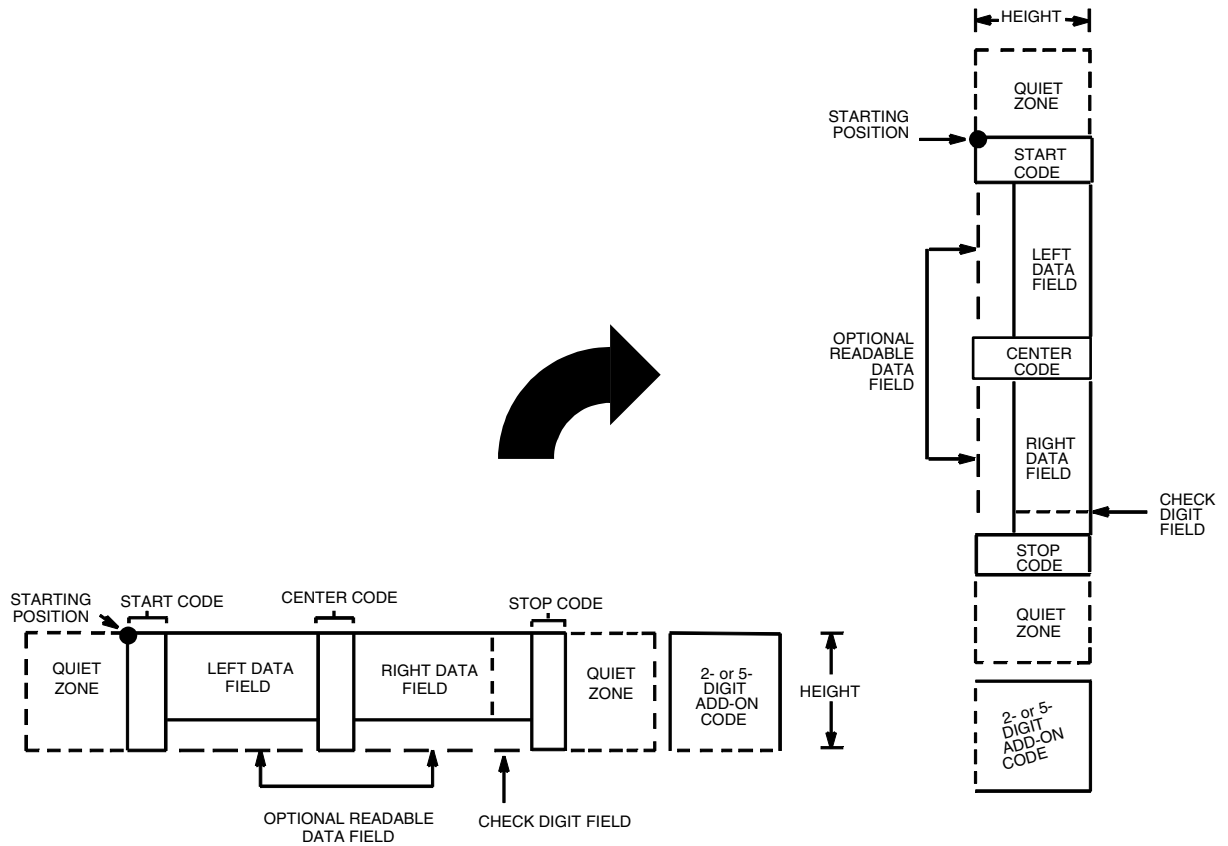 HEIGHT
QUIET
ZONE
STARTING
POSITION
START
CODE
LEFT
DATA
FIELD
OPTIONAL
READABLE
DATA
FIELD
CENTER
CODE
RIGHT
DATA
FIELD
CHECK
DIGIT
FIELD
STOP
CODE
QUIET
ZONE
2- or 5-
DIGIT
ADD-ON
CODE
STARTING
POSITION
START CODE
CENTER CODE
STOP CODE
QUIET
ZONE
LEFT DATA
FIELD
RIGHT DATA
FIELD
QUIET
ZONE
2- or 5-
DIGIT
ADD-ON
CODE
HEIGHT
OPTIONAL READABLE
DATA FIELD
CHECK DIGIT FIELD